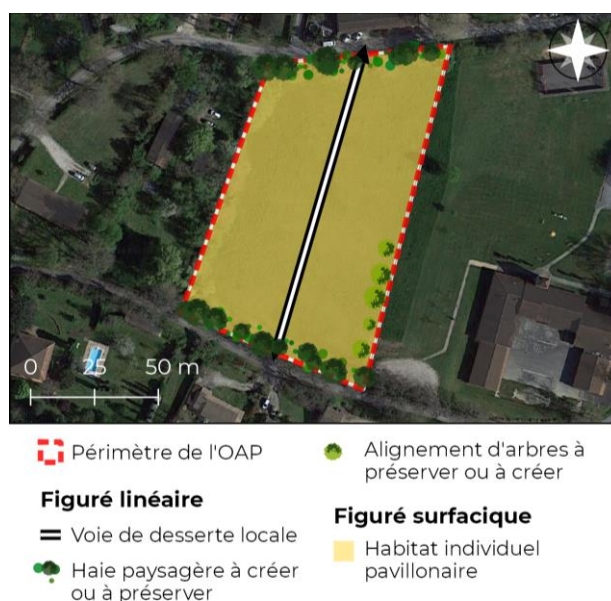 0 25 50 m
Périmètre de l'OAP
Figuré linéaire
Voie de desserte locale
Haie paysagère à créer
ou à préserver
Alignement d'arbres à
préserver ou à créer
Figuré surfacique
Habitat individuel
pavillonaire